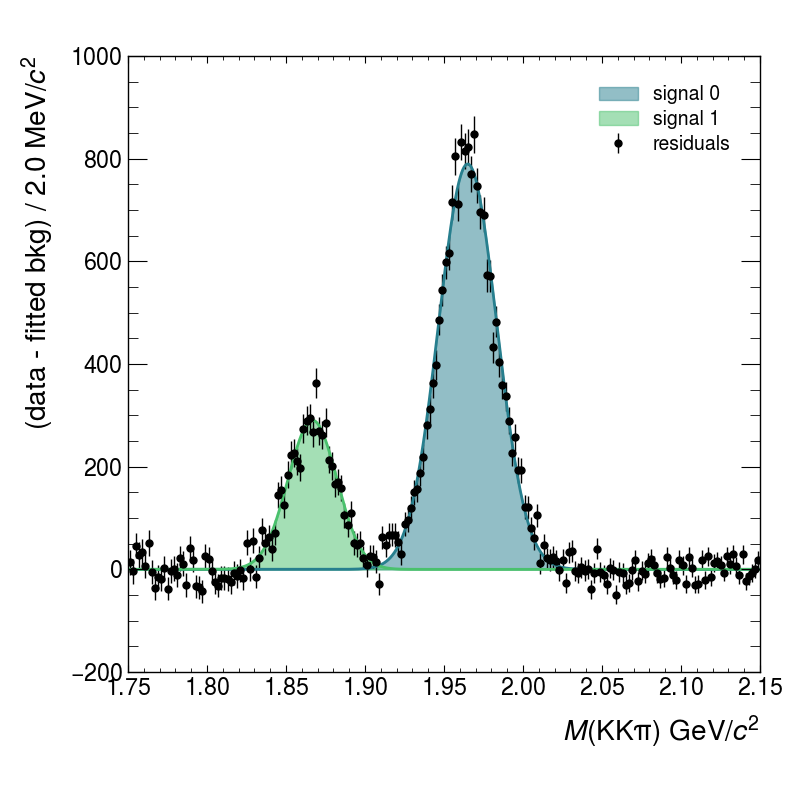 (data - fitted bkg) / 2.0 MeV/c²
1000
800
600
400
200
0
−200
signal 0
signal 1
residuals
1.75 1.80 1.85 1.90 1.95 2.00 2.05 2.10 2.15
M(KKπ) GeV/c²